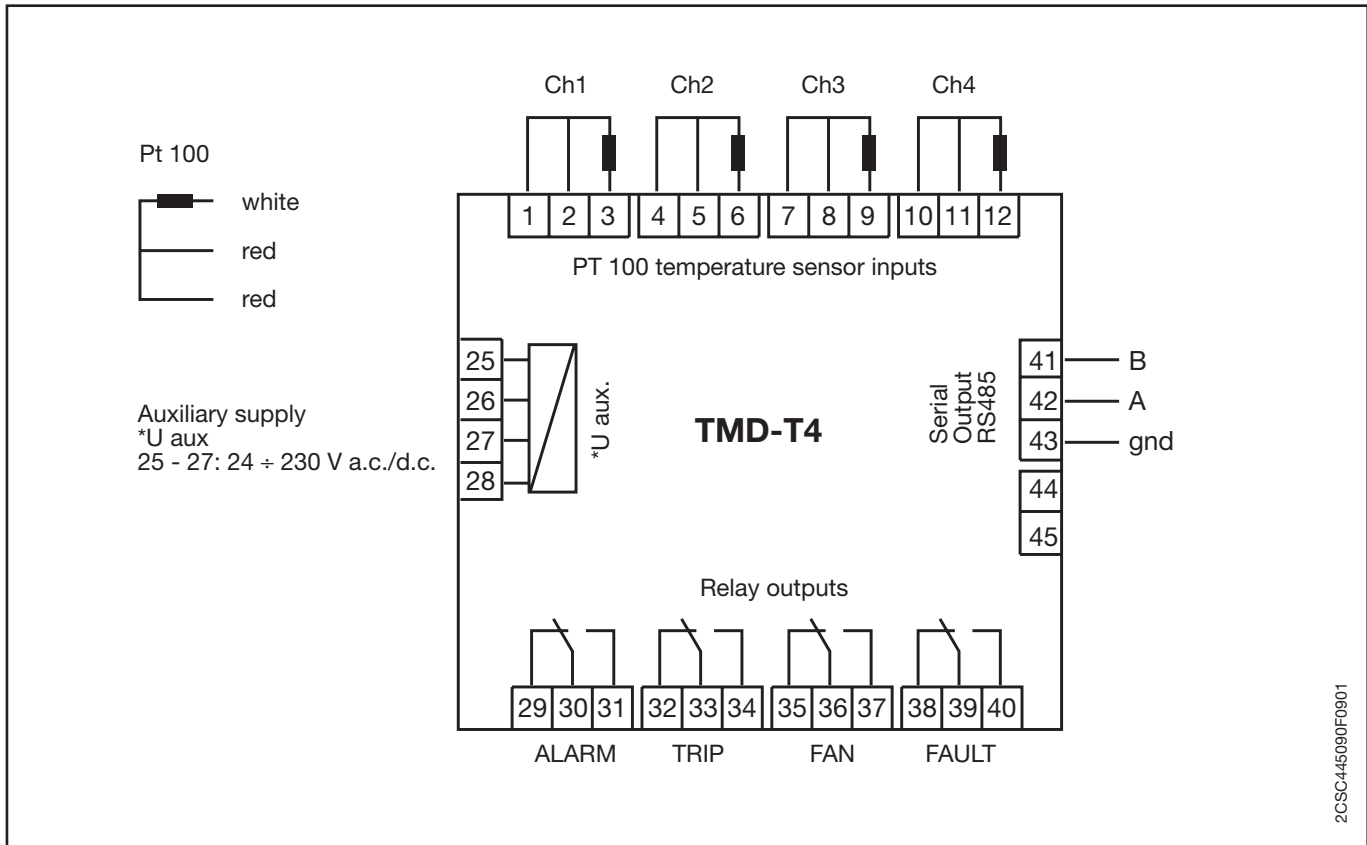 Ch1 Ch2 Ch3 Ch4
Pt 100
white
red
red
1 2 3 4 5 6 7 8 9 10 11 12
PT 100 temperature sensor inputs
25
26
27
28
*U aux.
Auxiliary supply
*U aux
25 - 27: 24 ÷ 230 V a.c./d.c.
TMD-T4
Serial
Output
RS485
41 B
42 A
43 gnd
44
45
Relay outputs
29 30 31 32 33 34 35 36 37 38 39 40
ALARM TRIP FAN FAULT
2CSC445090F0901